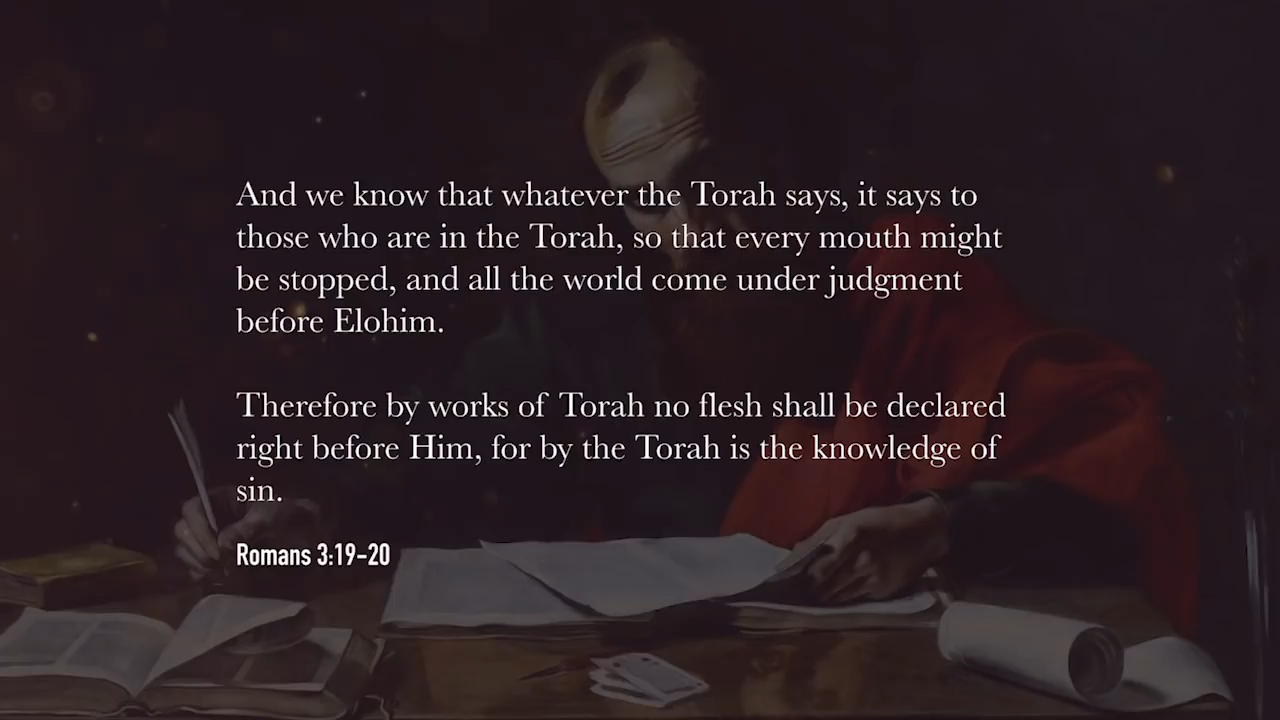 And we know that whatever the Torah says, it says to
those who are in the Torah, so that every mouth might
be stopped, and all the world come under judgment
before Elohim.
Therefore by works of Torah no flesh shall be declared
right before Him, for by the Torah is the knowledge of
sin.
Romans 3:19-20